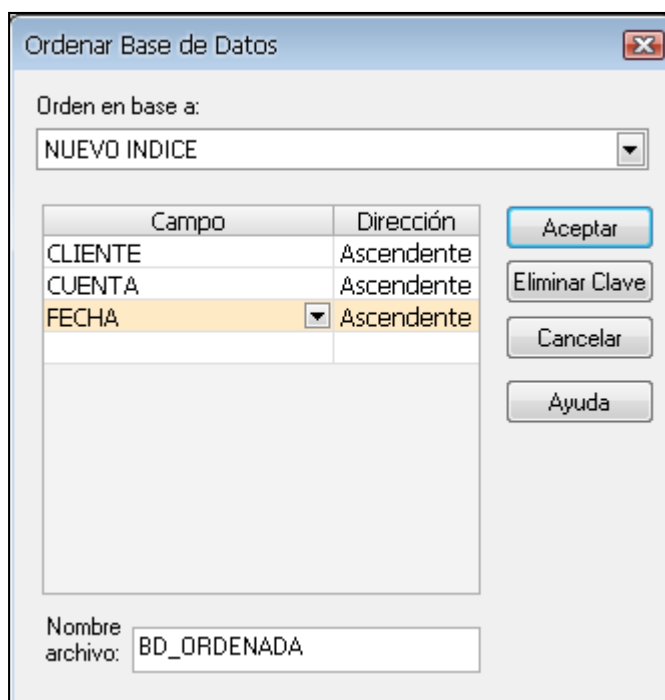 Ordenar Base de Datos
Orden en base a:
NUEVO INDICE
Campo Dirección
CLIENTE Ascendente
CUENTA Ascendente
FECHA Ascendente
Aceptar
Eliminar Clave
Cancelar
Ayuda
Nombre
archivo: BD_ORDENADA